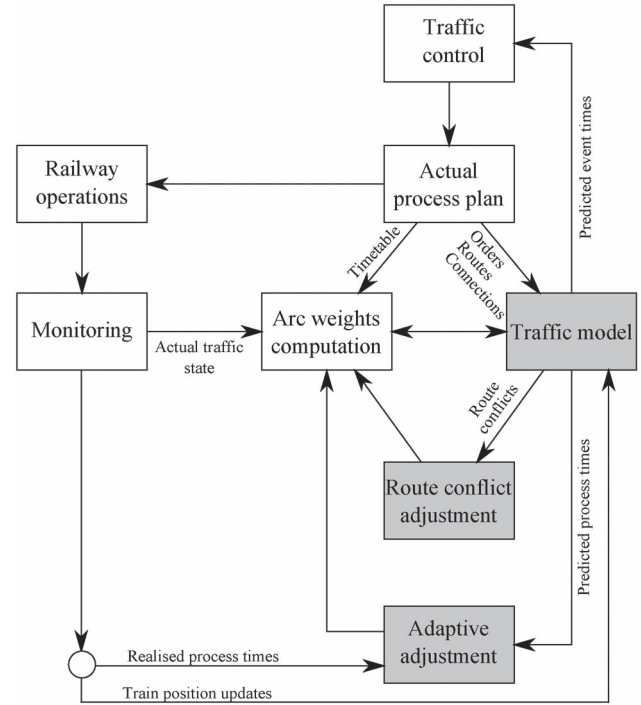 Traffic
control
Predicted event times
Railway
operations
Actual
process plan
Timetable
Orders
Routes
Connections
Monitoring
Actual traffic
state
Arc weights
computation
Traffic model
Route
conflicts
Route conflict
adjustment
Predicted process times
Adaptive
adjustment
Realised process times
Train position updates